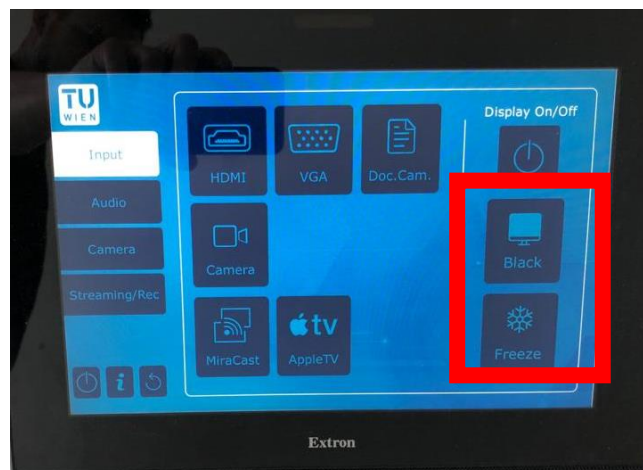 TU
WIEN
Display On/Off
Input
HDMI
VGA
Doc.Cam.
Audio
Camera
Camera
Black
Streaming/Rec
MiraCast
tv
AppleTV
Freeze
i
Extron